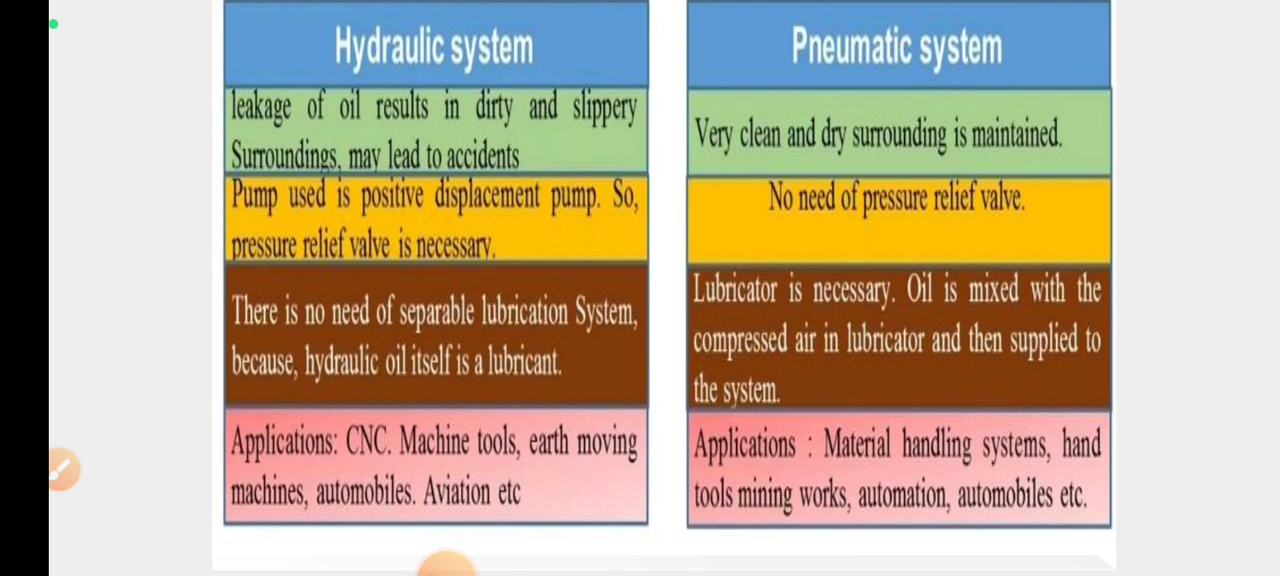 Hydraulic system
leakage of oil results in dirty and slippery
Surroundings, may lead to accidents
Pump used is positive displacement pump. So,
pressure relief valve is necessary.
There is no need of separable lubrication System,
because, hydraulic oil itself is a lubricant.
Applications: CNC. Machine tools, earth moving
machines, automobiles. Aviation etc
Pneumatic system
Very clean and dry surrounding is maintained.
No need of pressure relief valve.
Lubricator is necessary. Oil is mixed with the
compressed air in lubricator and then supplied to
the system.
Applications : Material handling systems, hand
tools mining works, automation, automobiles etc.